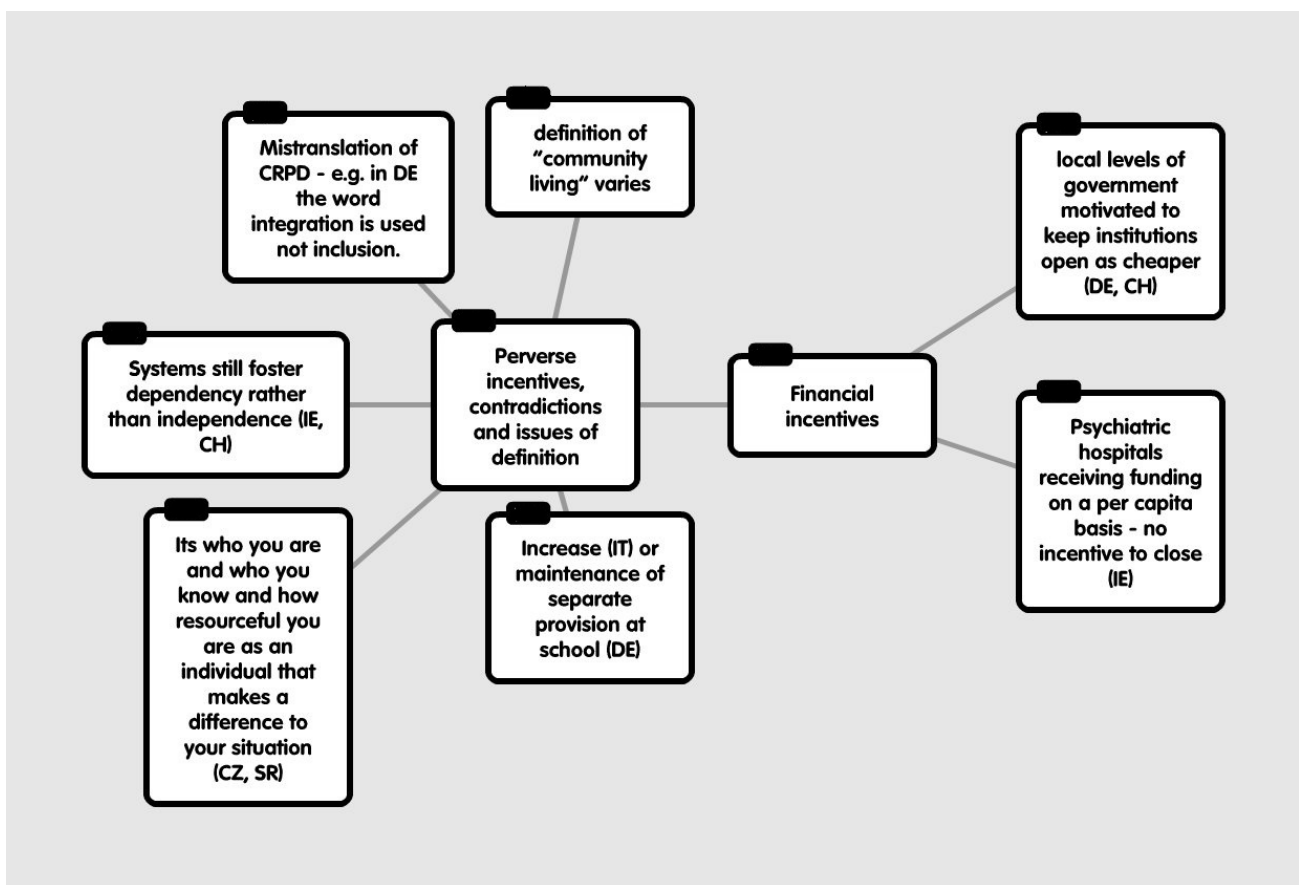 Mistranslation of
CRPD - e.g. in DE
the word
integration is used
not inclusion.
definition of
"community
living" varies
local levels of
government
motivated to
keep institutions
open as cheaper
(DE, CH)
Systems still foster
dependency rather
than independence (IE,
CH)
Perverse
incentives,
contradictions
and issues of
definition
Financial
incentives
Psychiatric
hospitals
receiving funding
on a per capita
basis - no
incentive to close
(IE)
Its who you are
and who you
know and how
resourceful you
are as an
individual that
makes a
difference to
your situation
(CZ, SR)
Increase (IT) or
maintenance of
separate
provision at
school (DE)